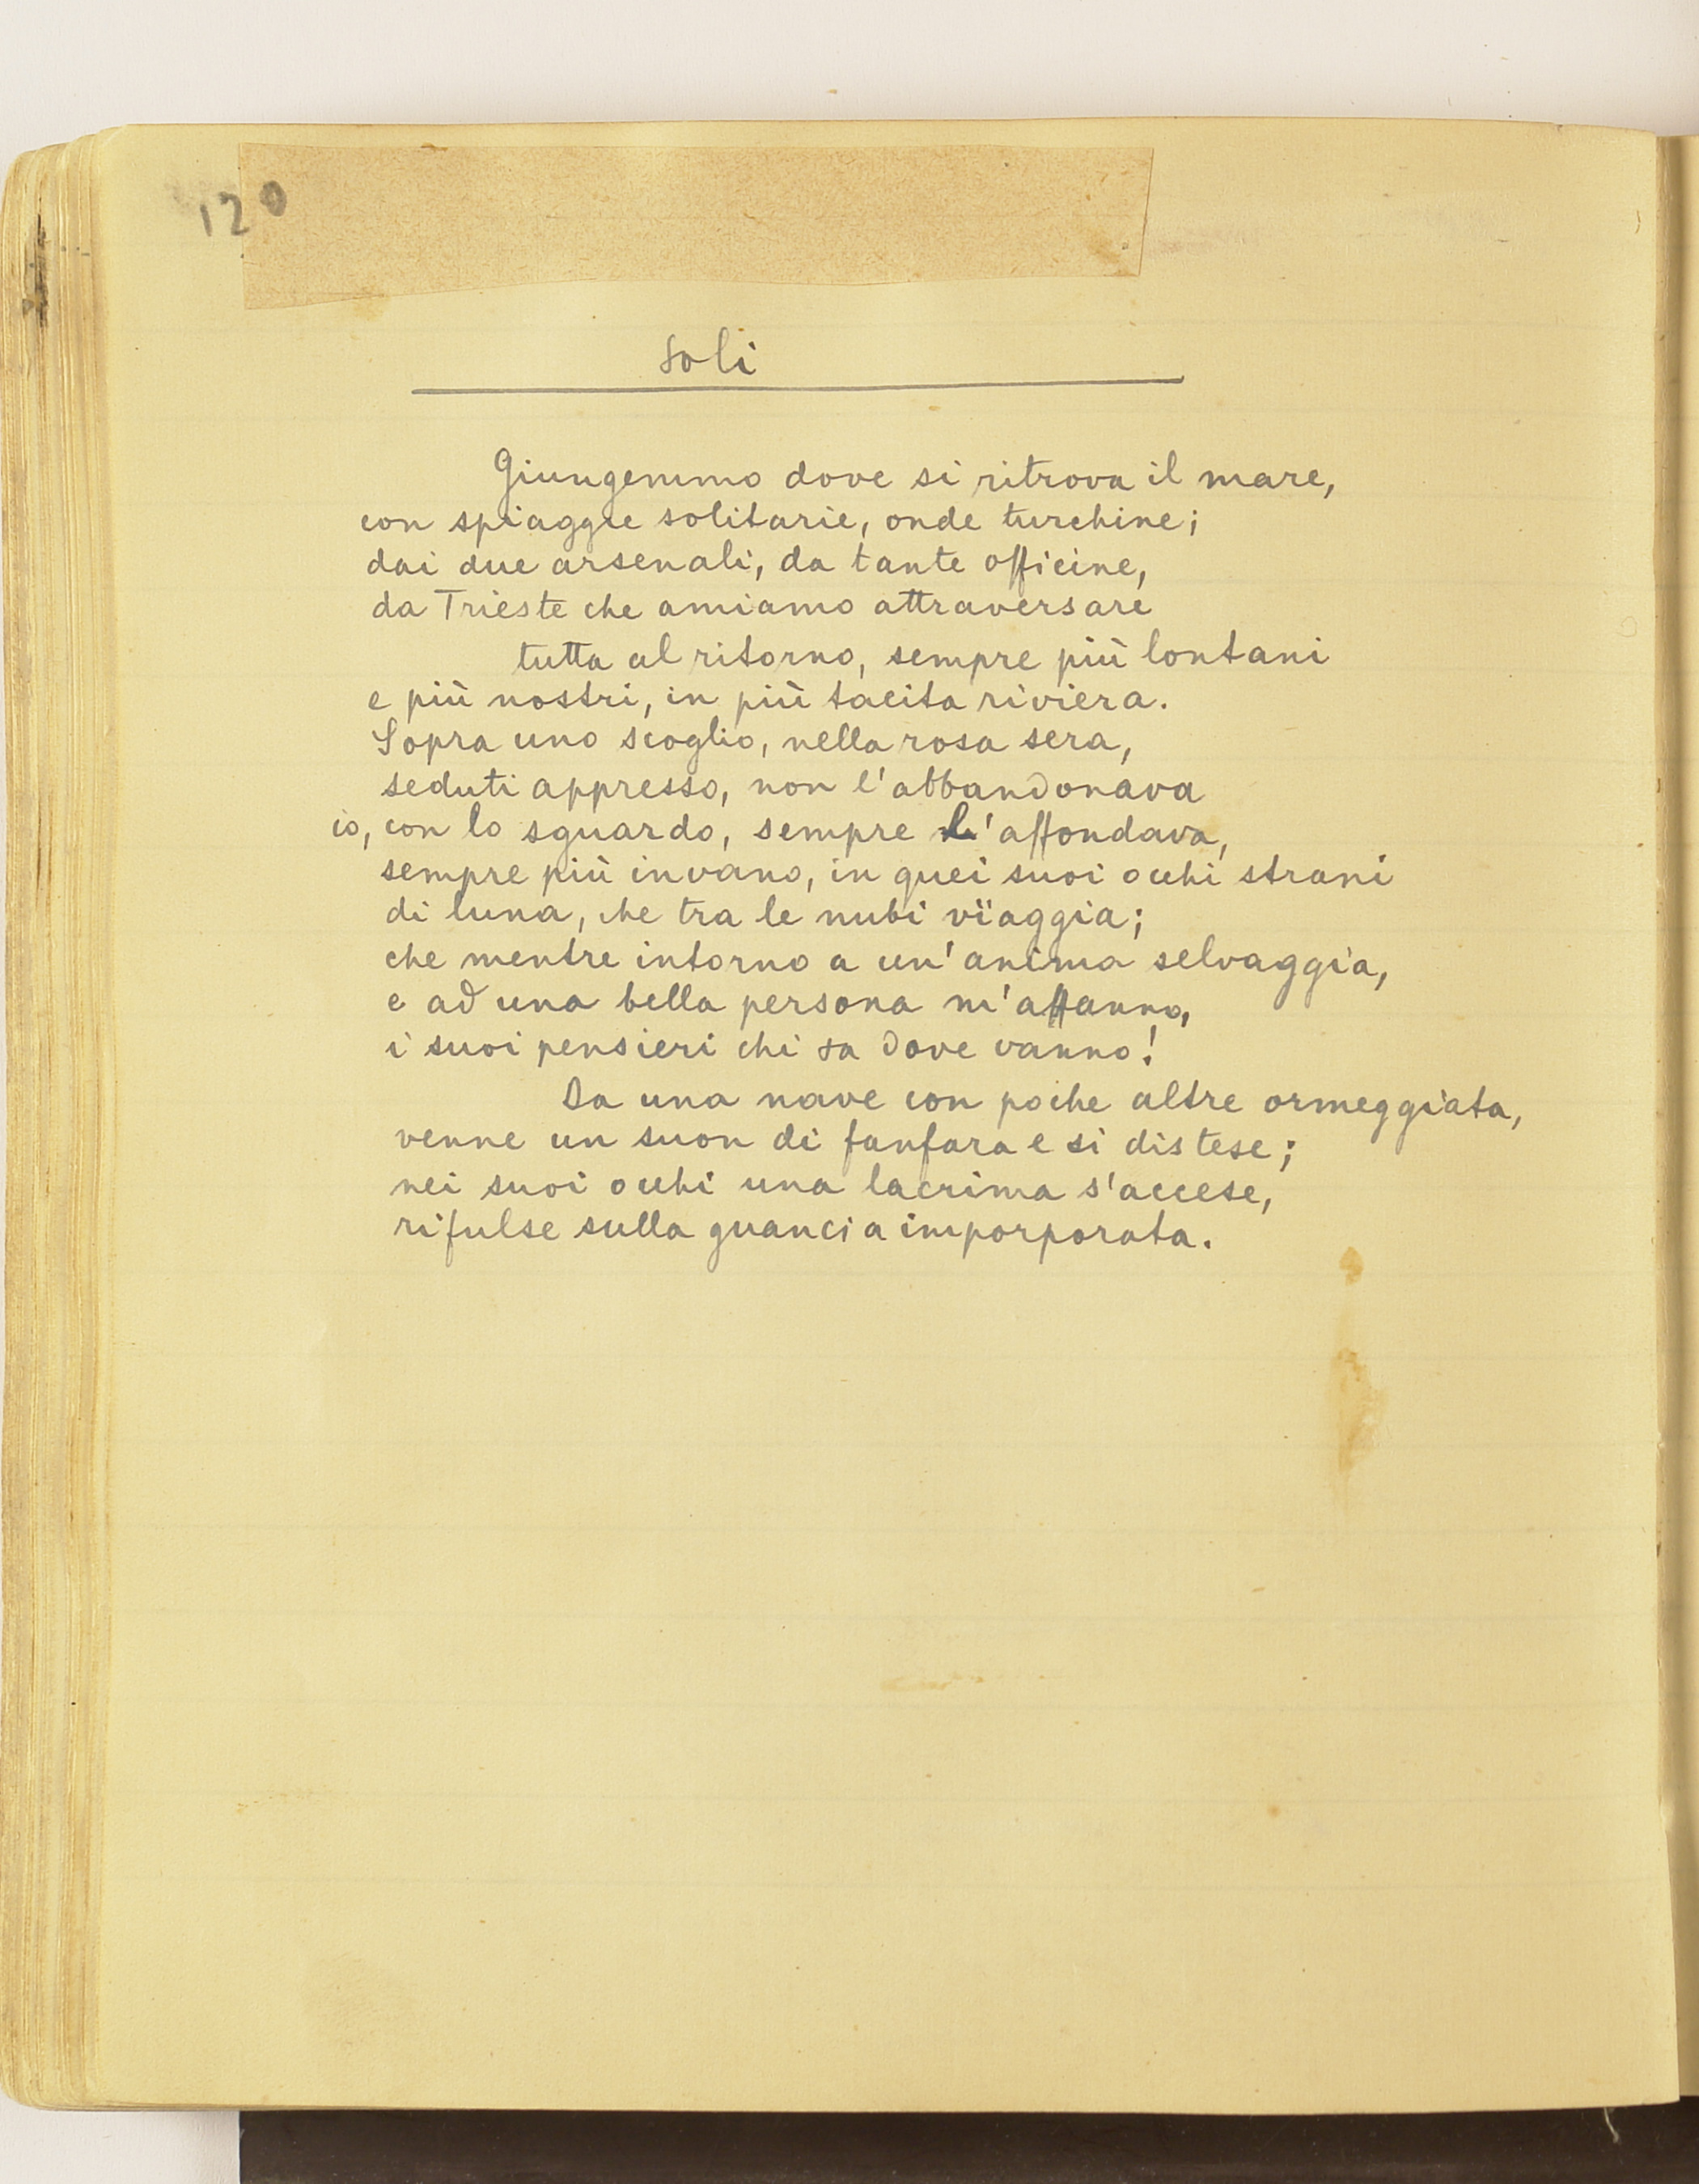 120
Soli
Giungemmo dove si ritrova il mare,
con spiaggie solitarie, onde turchine;
dai due arsenali, da tante officine,
da Trieste che amiamo attraversare
tutta al ritorno, sempre più lontani
e più nostri, in più tacita riviera.
Sopra uno scoglio, nella rosa sera,
seduti appresso, non l'abbandonava
io, con lo sguardo, sempre l'affondava,
sempre più invano, in quei suoi occhi strani
di luna, che tra le nubi vïaggia;
che mentre intorno a un'anima selvaggia,
e ad una bella persona m'affanno,
i suoi pensieri chi sa dove vanno!
Da una nave con poche altre ormeggiata,
venne un suon di fanfara e si distese;
nei suoi occhi una lacrima s'accese,
rifulse sulla guancia imporporata.